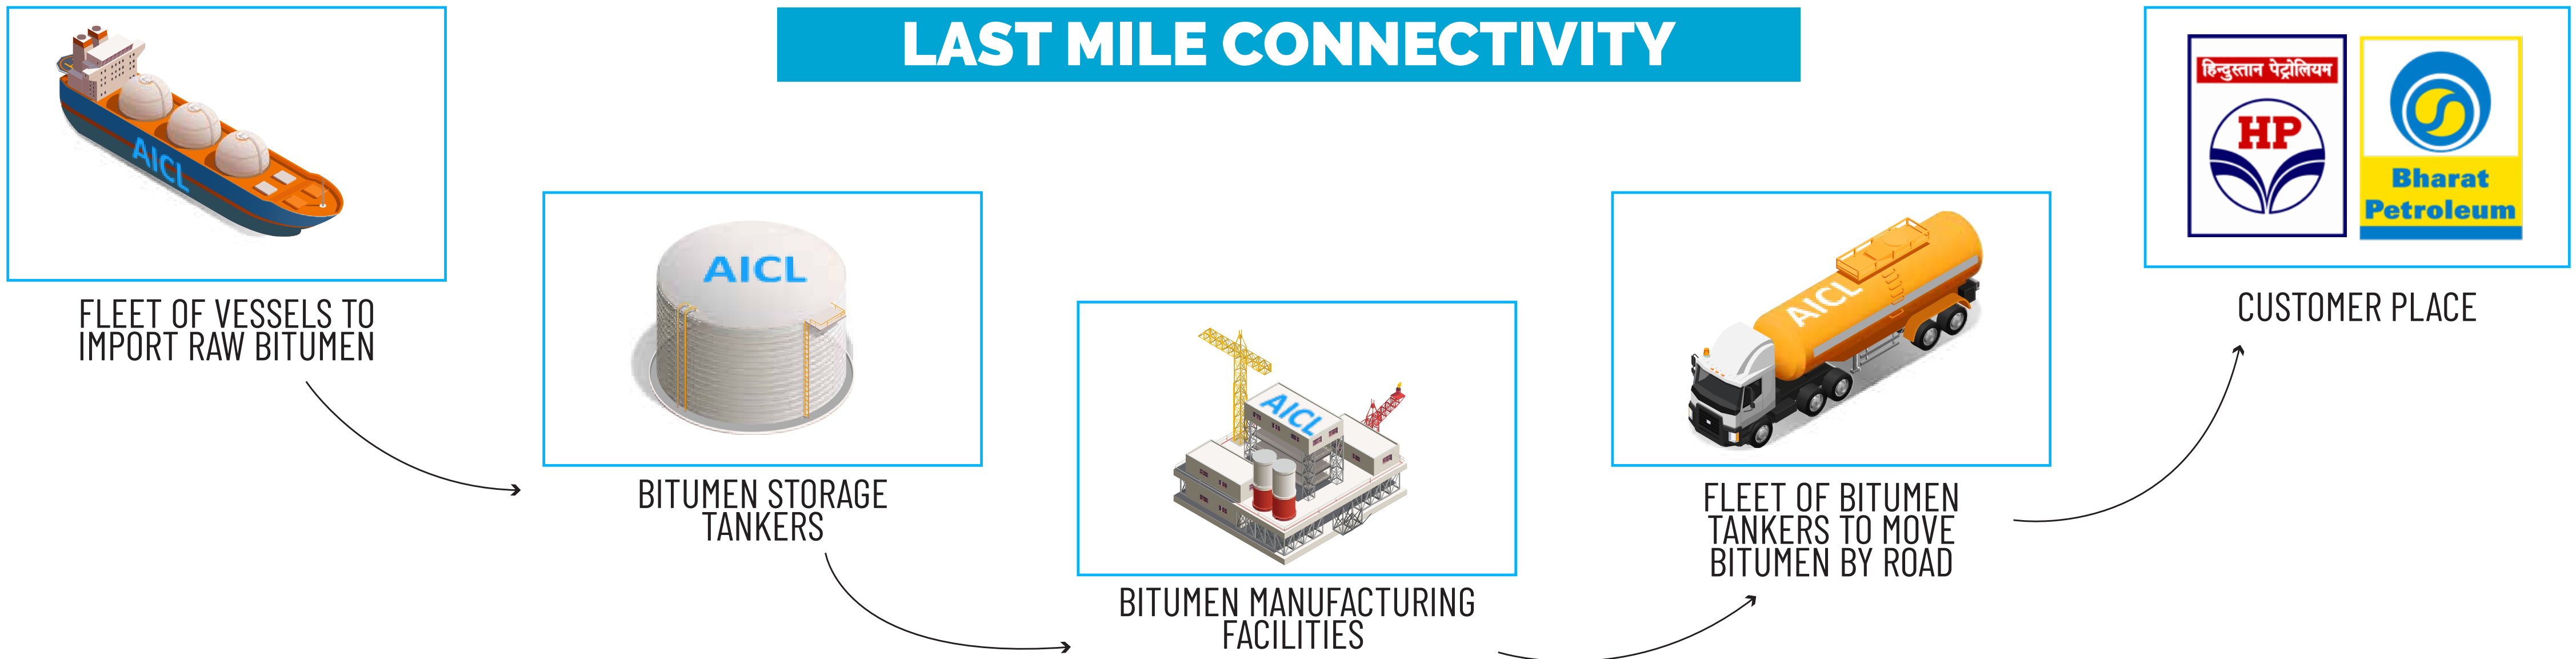 LAST MILE CONNECTIVITY
AICL
FLEET OF VESSELS TO
IMPORT RAW BITUMEN
AICL
BITUMEN STORAGE
TANKERS
AICL
BITUMEN MANUFACTURING
FACILITIES
AICL
FLEET OF BITUMEN
TANKERS TO MOVE
BITUMEN BY ROAD
हिन्दुस्तान पेट्रोलियम
HP
Bharat
Petroleum
CUSTOMER PLACE